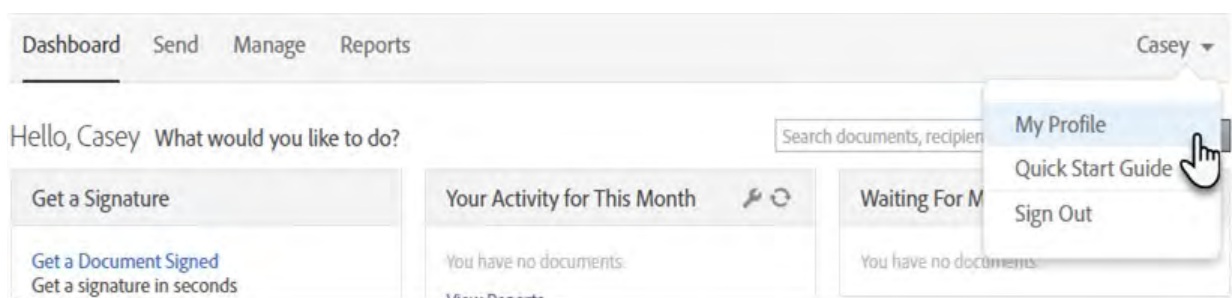 Dashboard Send Manage Reports Casey
Hello, Casey What would you like to do?
Search documents, recipien
My Profile
Quick Start Guide
Sign Out
Get a Signature
Get a Document Signed
Get a signature in seconds
Your Activity for This Month
You have no documents.
View Reports
Waiting For M
You have no documents.